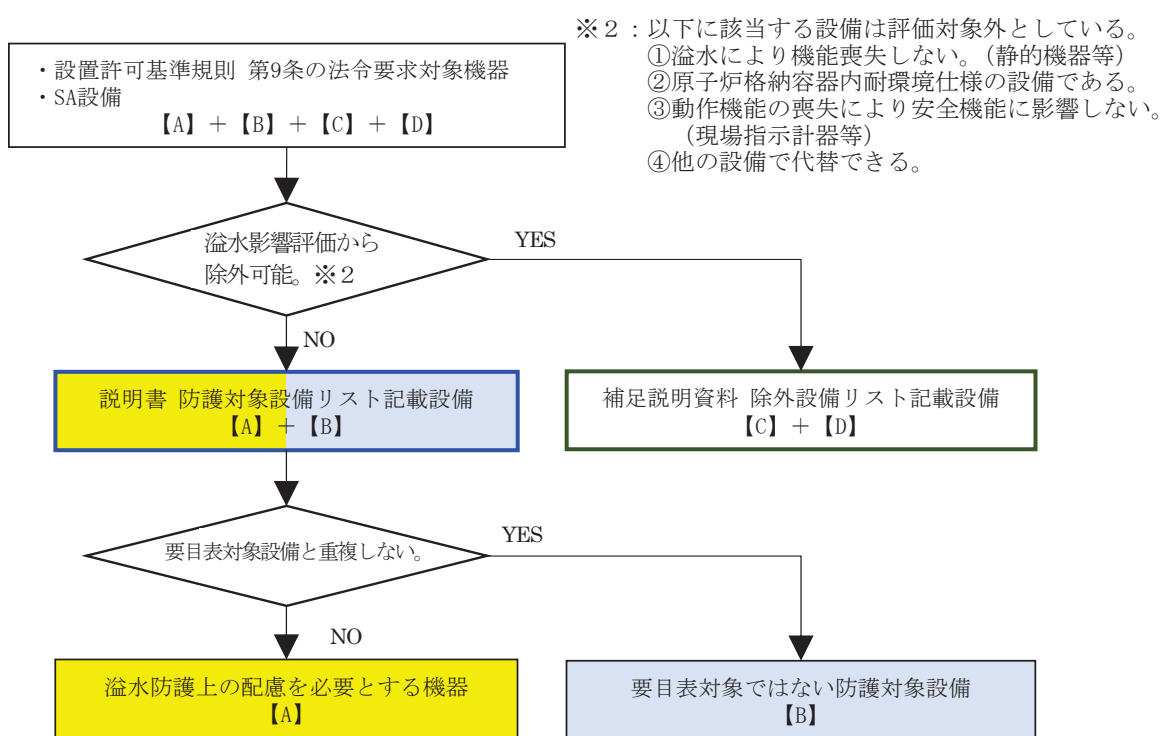 ※２：以下に該当する設備は評価対象外としている。
①溢水により機能喪失しない。(静的機器等)
②原子炉格納容器内耐環境仕様の設備である。
③動作機能の喪失により安全機能に影響しない。
（現場指示計器等）
④他の設備で代替できる。
・設置許可基準規則 第9条の法令要求対象機器
・SA設備
【A】＋【B】＋【C】＋【D】
溢水影響評価から
除外可能。※２
YES
NO
説明書 防護対象設備リスト記載設備
【A】＋【B】
補足説明資料 除外設備リスト記載設備
【C】＋【D】
要目表対象設備と重複しない。
YES
NO
溢水防護上の配慮を必要とする機器
【A】
要目表対象ではない防護対象設備
【B】